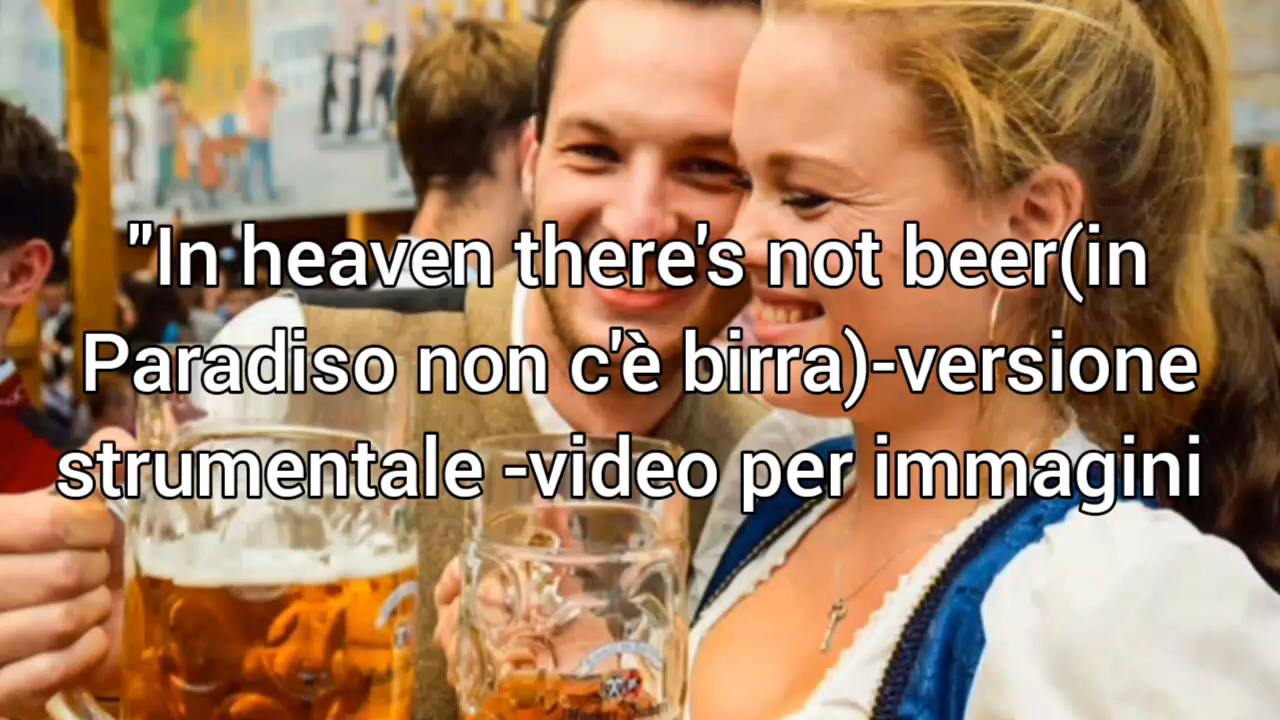 "In heaven there's not beer(in
Paradiso non c'è birra)-versione
strumentale -video per immagini